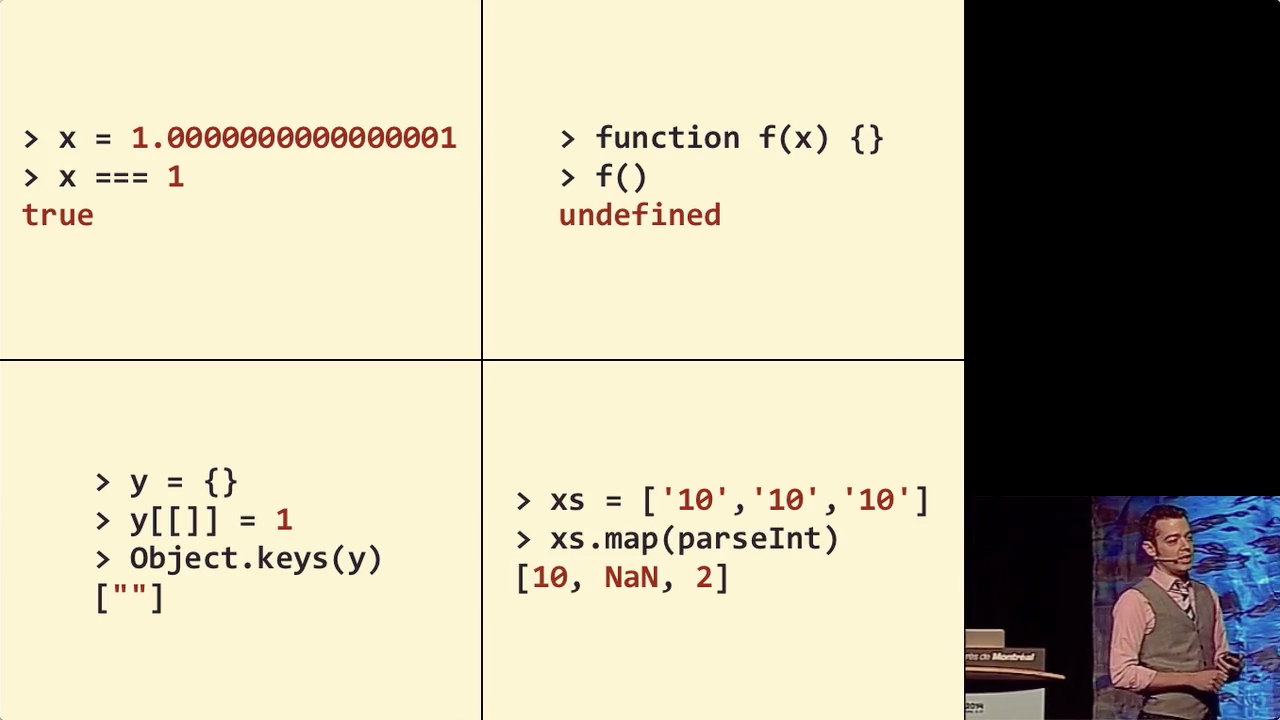 > x = 1.0000000000000001
> x === 1
true
> function f(x) {}
> f()
undefined
> y = {}
> y[[]] = 1
> Object.keys(y)
[""]
> xs = ['10','10','10']
> xs.map(parseInt)
[10, NaN, 2]
de Montréal
2014